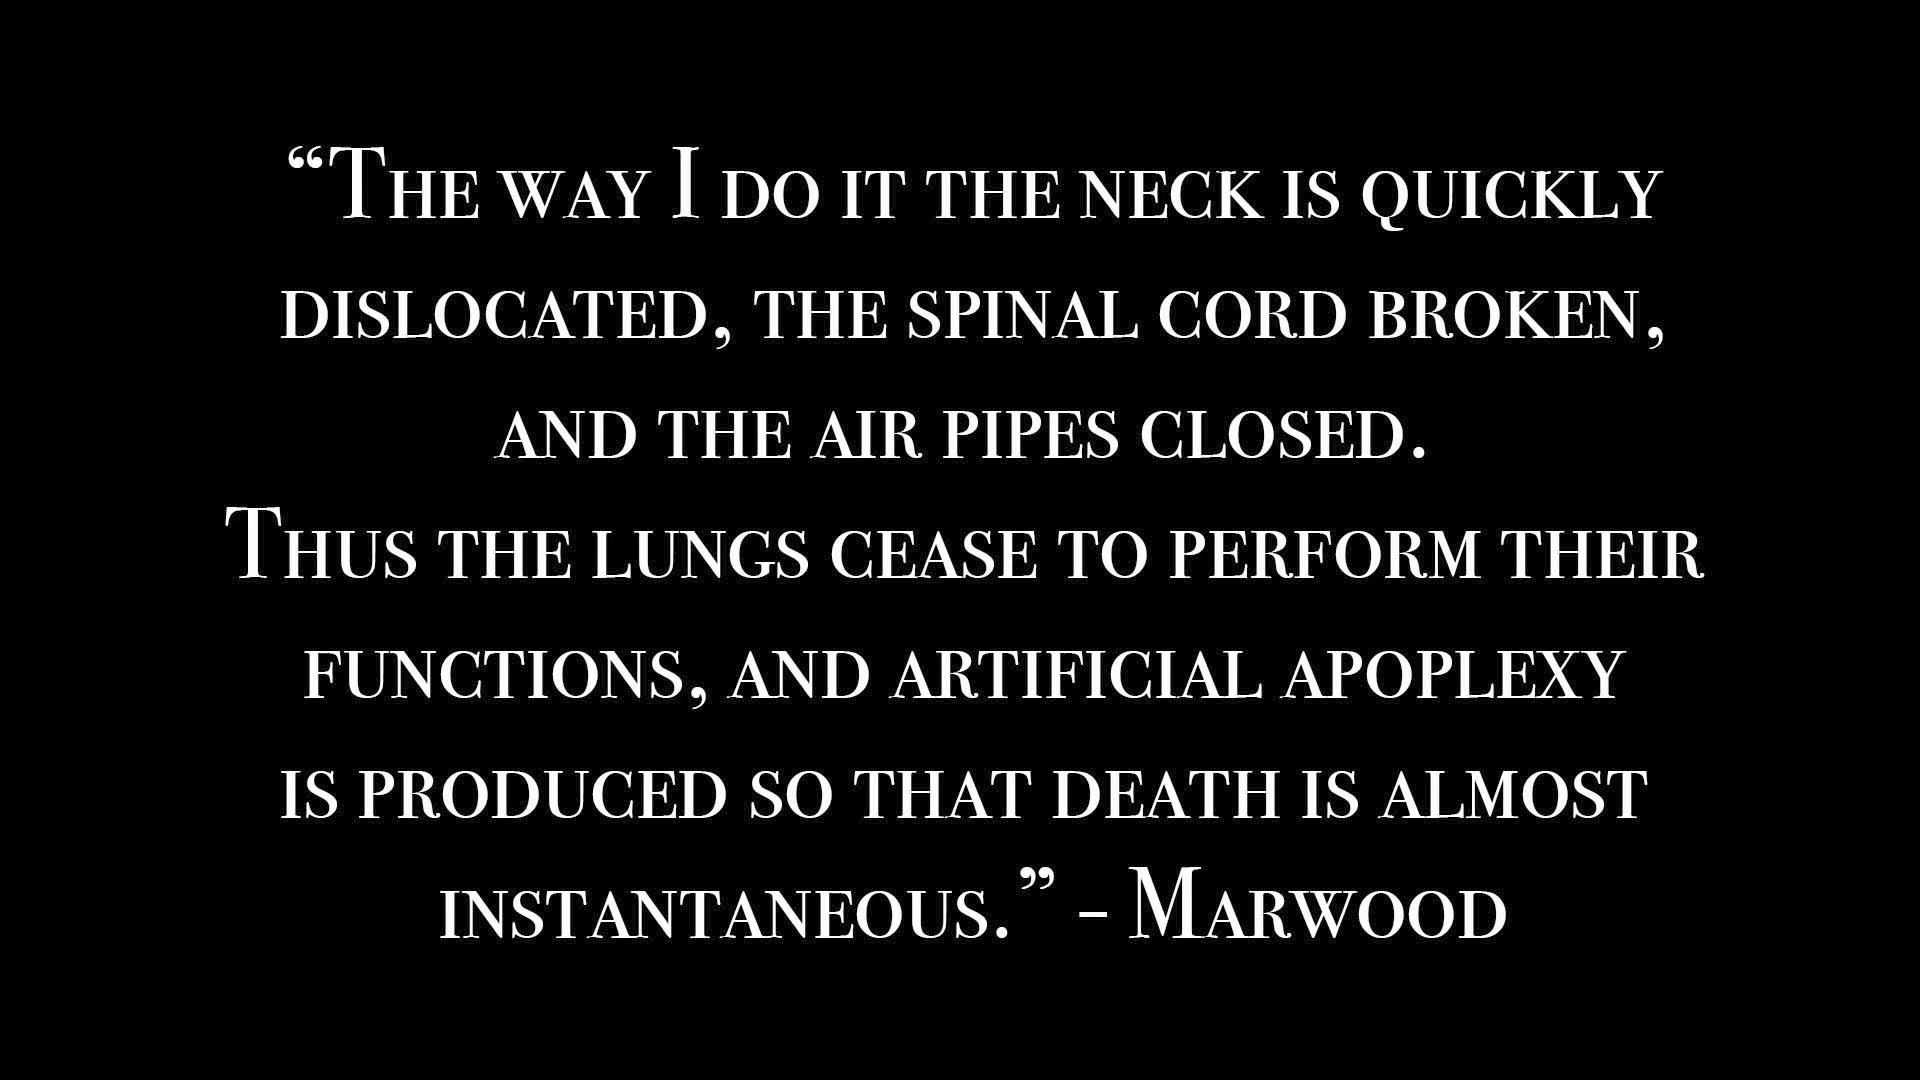 “The way I do it the neck is quickly
dislocated, the spinal cord broken,
and the air pipes closed.
Thus the lungs cease to perform their
functions, and artificial apoplexy
is produced so that death is almost
instantaneous.” - Marwood